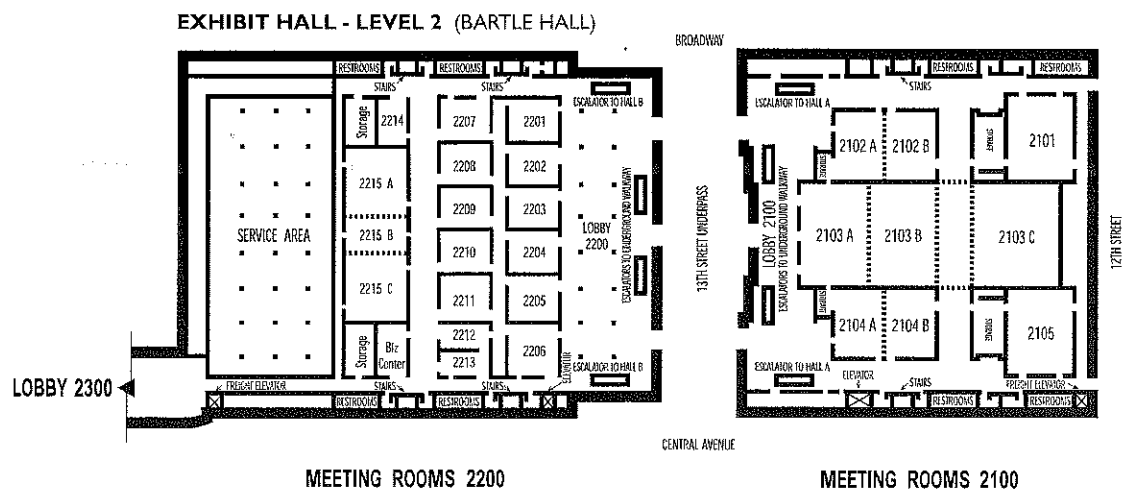 EXHIBIT HALL - LEVEL 2 (BARTLE HALL)
BROADWAY
RESTROOMS
RESTROOMS
STAIRS
STAIRS
ESCALATOR TO HALL B
Storage
2214
2207
2201
2208
2202
2215 A
2209
2203
SERVICE AREA
2215 B
2210
2204
LOBBY
2200
ESCALATORS TO UNDERGROUND WALKWAY
2215 C
2211
2205
2212
Storage
Biz
Center
2213
2206
ELEVATOR
ESCALATOR TO HALL B
LOBBY 2300
FREIGHT ELEVATOR
STAIRS
STAIRS
RESTROOMS
RESTROOMS
MEETING ROOMS 2200
13TH STREET UNDERPASS
RESTROOMS
RESTROOMS
STAIRS
ESCALATOR TO HALL A
2102 A
2102 B
STORAGE
STORAGE
2101
LOBBY 2100
ESCALATORS TO UNDERGROUND WALKWAY
2103 A
2103 B
2103 C
12TH STREET
STORAGE
2104 A
2104 B
STORAGE
2105
ESCALATOR TO HALL A
ELEVATOR
STAIRS
FREIGHT ELEVATOR
RESTROOMS
RESTROOMS
CENTRAL AVENUE
MEETING ROOMS 2100